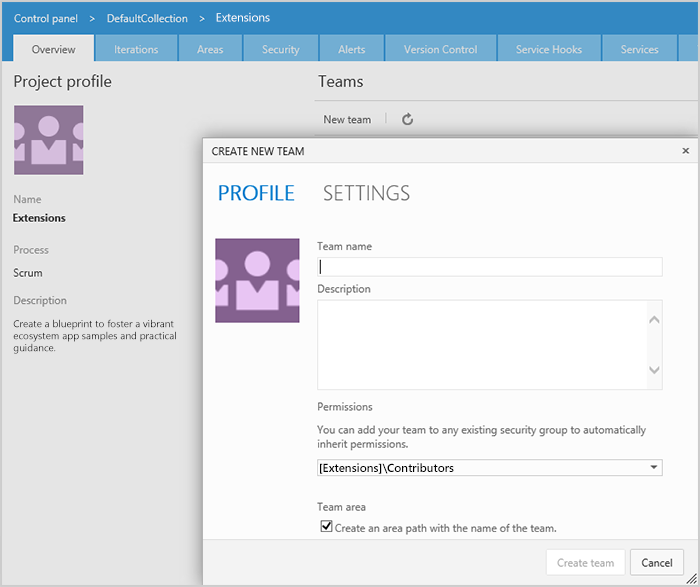 Control panel > DefaultCollection > Extensions
Overview Iterations Areas Security Alerts Version Control Service Hooks Services
Project profile
Name
Extensions
Process
Scrum
Description
Create a blueprint to foster a vibrant
ecosystem app samples and practical
guidance.
Teams
New team
CREATE NEW TEAM
PROFILE SETTINGS
Team name
Description
Permissions
You can add your team to any existing security group to automatically
inherit permissions.
[Extensions]\Contributors
Team area
Create an area path with the name of the team.
Create team Cancel